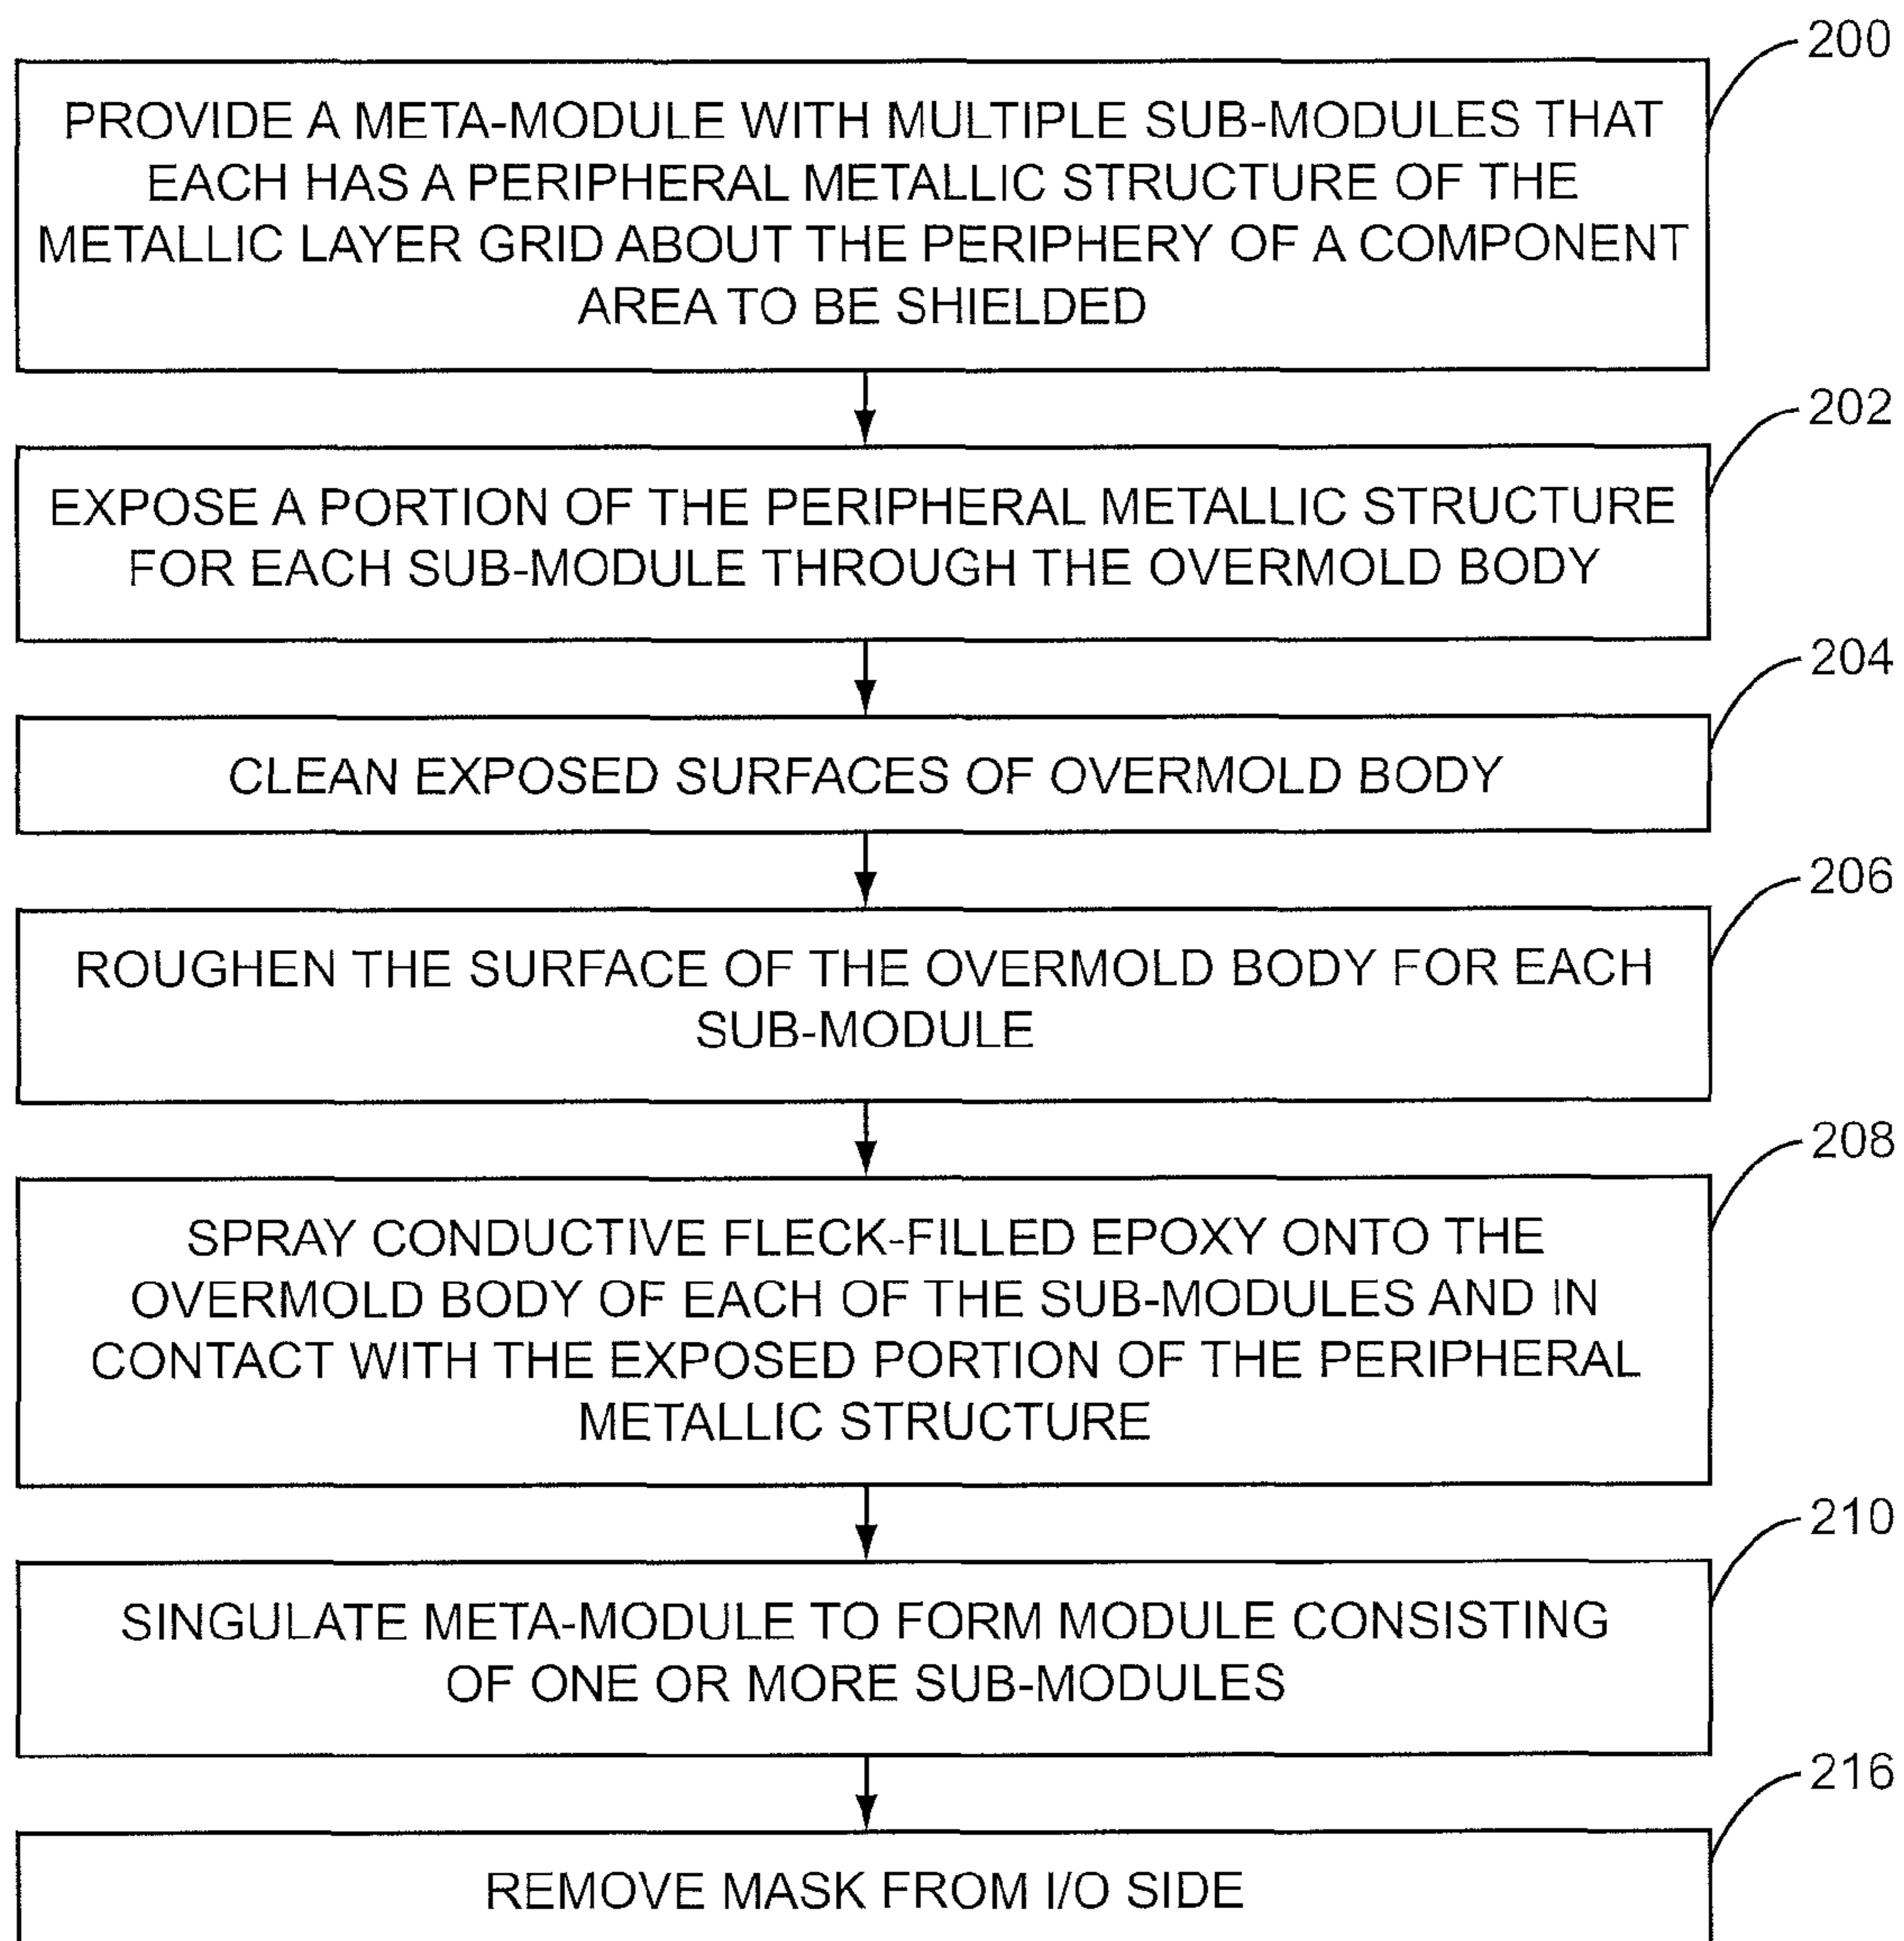 200
PROVIDE A META-MODULE WITH MULTIPLE SUB-MODULES THAT
EACH HAS A PERIPHERAL METALLIC STRUCTURE OF THE
METALLIC LAYER GRID ABOUT THE PERIPHERY OF A COMPONENT
AREA TO BE SHIELDED
202
EXPOSE A PORTION OF THE PERIPHERAL METALLIC STRUCTURE
FOR EACH SUB-MODULE THROUGH THE OVERMOLD BODY
204
CLEAN EXPOSED SURFACES OF OVERMOLD BODY
206
ROUGHEN THE SURFACE OF THE OVERMOLD BODY FOR EACH
SUB-MODULE
208
SPRAY CONDUCTIVE FLECK-FILLED EPOXY ONTO THE
OVERMOLD BODY OF EACH OF THE SUB-MODULES AND IN
CONTACT WITH THE EXPOSED PORTION OF THE PERIPHERAL
METALLIC STRUCTURE
210
SINGULATE META-MODULE TO FORM MODULE CONSISTING
OF ONE OR MORE SUB-MODULES
216
REMOVE MASK FROM I/O SIDE